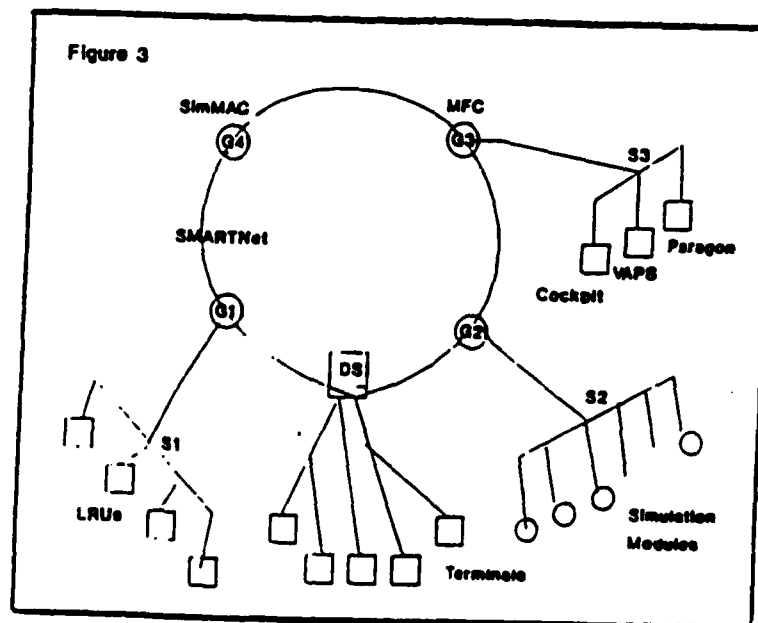 Figure 3
SimMAC
MFC
G4
G3
S3
SMARTNet
Paragon
VAPS
Cockpit
G1
G2
DS
S2
S1
LRUs
Simulation
Modules
Terminals